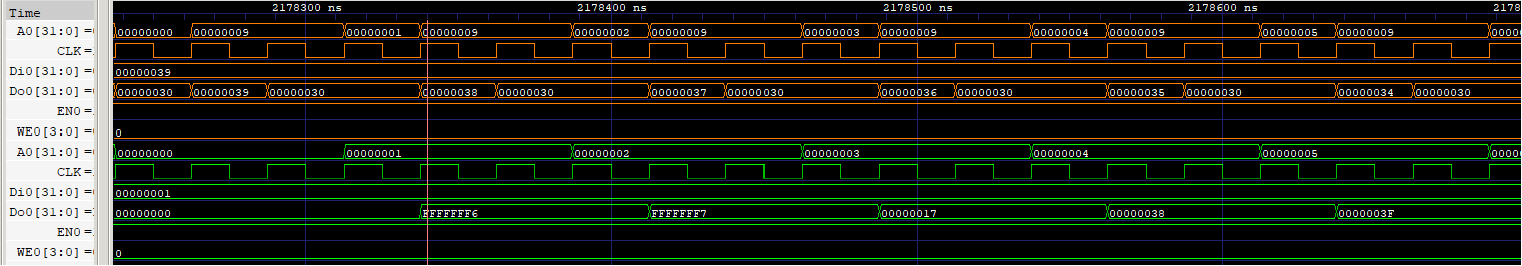 Time 2178300 ns 2178400 ns 2178500 ns 2178600 ns 2178
A0[31:0] = 00000000 00000009 00000001 00000009 00000002 00000009 00000003 00000009 00000004 00000009 00000005 00000009 0000
CLK =
Di0[31:0] = 00000039
Do0[31:0] = 00000030 00000039 00000030 00000038 00000030 00000037 00000030 00000036 00000030 00000035 00000030 00000034 00000030
EN0 =
WE0[3:0] = 0
A0[31:0] = 00000000 00000001 00000002 00000003 00000004 00000005 0000
CLK =
Di0[31:0] = 00000001
Do0[31:0] = 00000000 FFFFFFF6 FFFFFFF7 00000017 00000038 0000003F
EN0 =
WE0[3:0] = 0